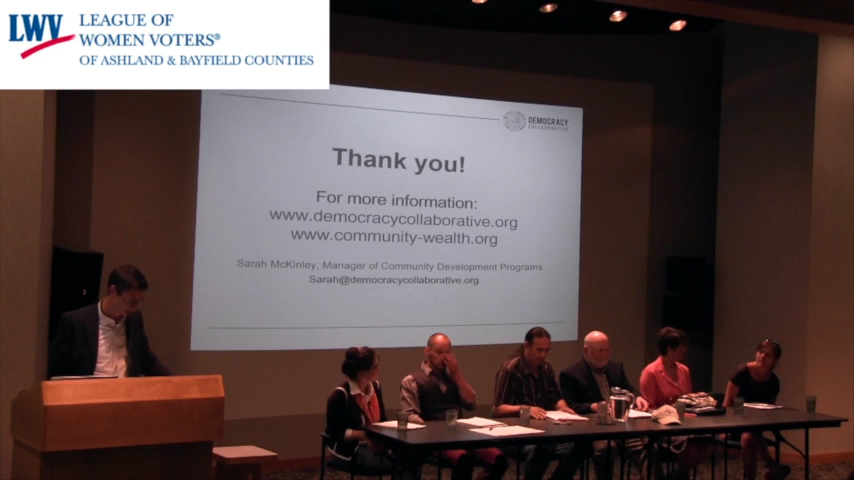 LWV
LEAGUE OF
WOMEN VOTERS®
OF ASHLAND & BAYFIELD COUNTIES
DEMOCRACY
COLLABORATIVE
Thank you!
For more information:
www.democracycollaborative.org
www.community-wealth.org
Sarah McKinley, Manager of Community Development Programs
Sarah@democracycollaborative.org